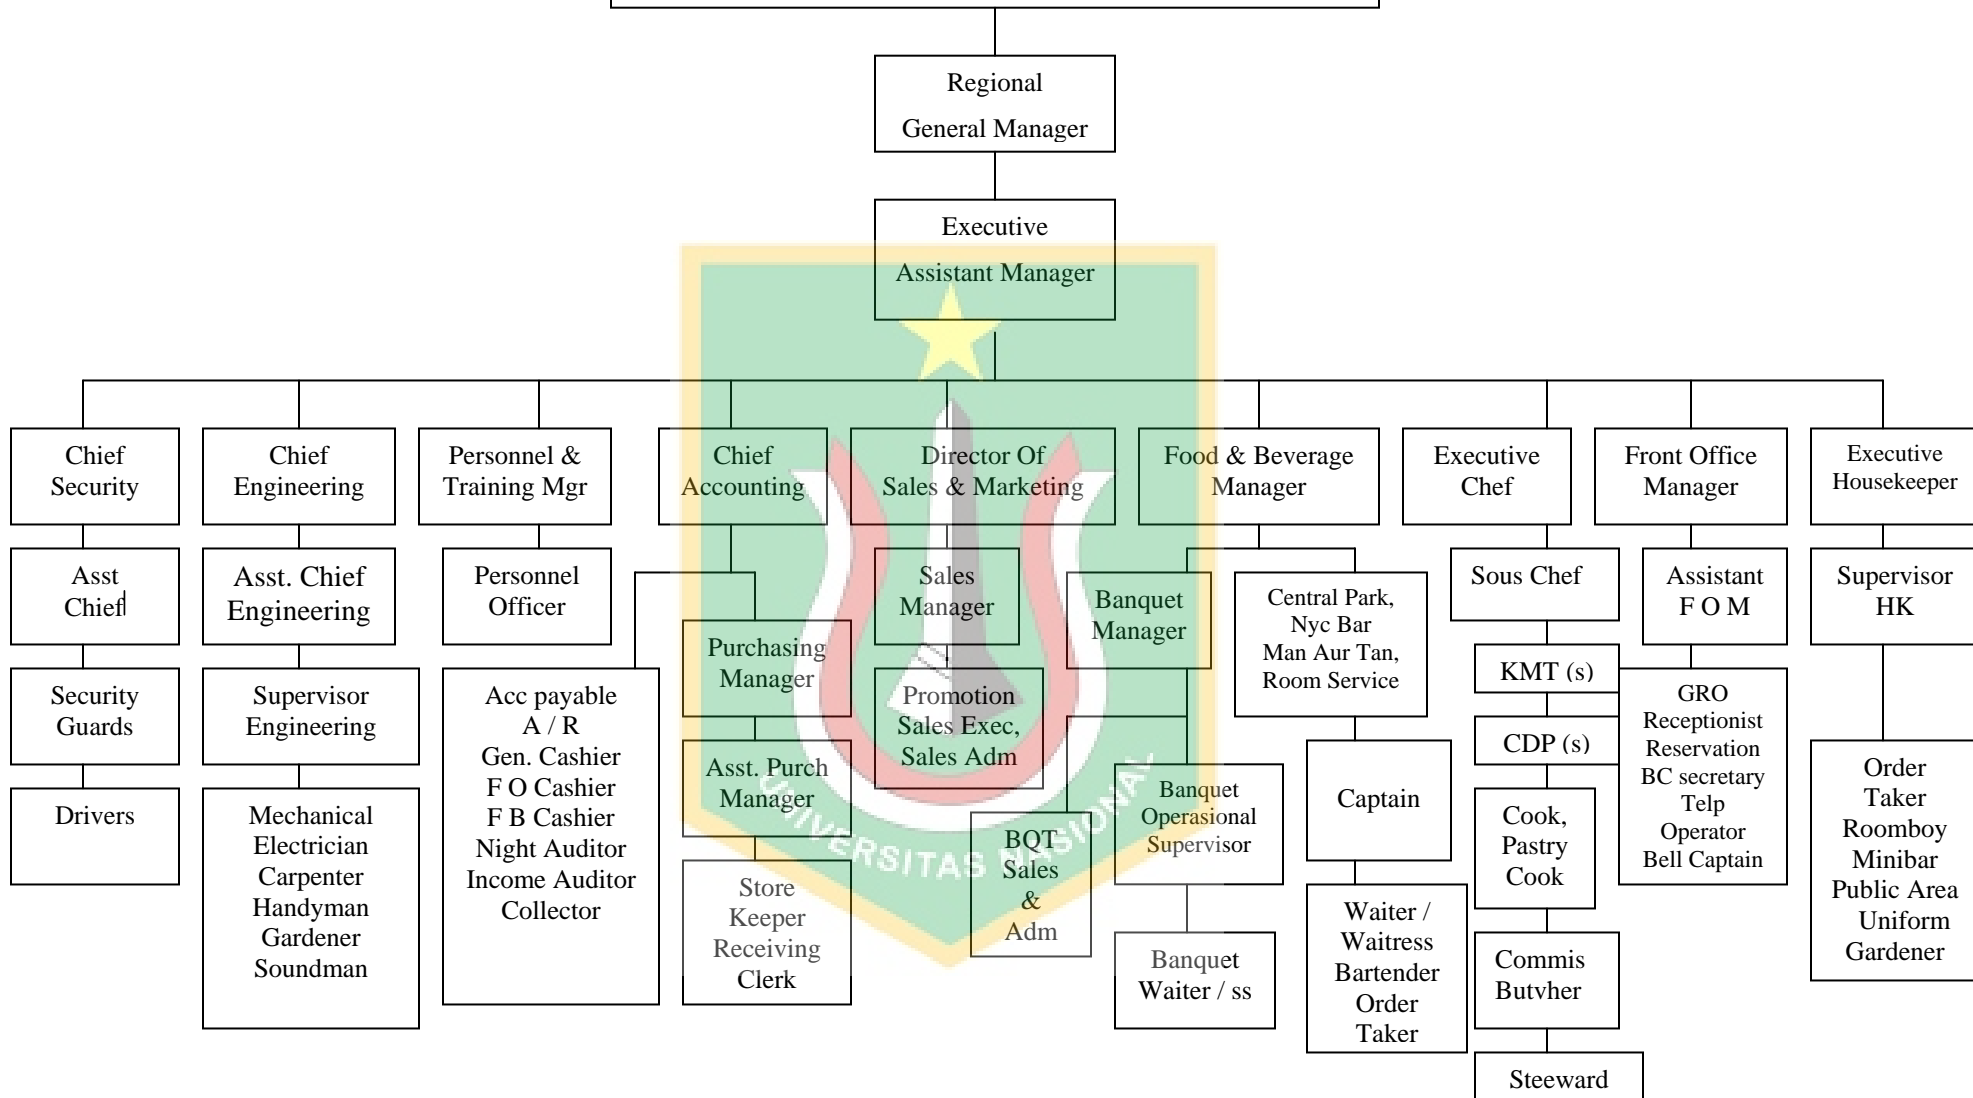 Regional
General Manager
Executive
Assistant Manager
Chief
Security
Chief
Engineering
Personnel &
Training Mgr
Chief
Accounting
Director Of
Sales & Marketing
Food & Beverage
Manager
Executive
Chef
Front Office
Manager
Executive
Housekeeper
Asst
Chief
Asst. Chief
Engineering
Personnel
Officer
Sales
Manager
Banquet
Manager
Central Park,
Nyc Bar
Man Aur Tan,
Room Service
Sous Chef
Assistant
F O M
Supervisor
HK
Purchasing
Manager
Security
Guards
Supervisor
Engineering
Acc payable
A / R
Gen. Cashier
F O Cashier
F B Cashier
Night Auditor
Income Auditor
Collector
Promotion
Sales Exec,
Sales Adm
KMT (s)
GRO
Receptionist
Reservation
BC secretary
Telp
Operator
Bell Captain
CDP (s)
Asst. Purch
Manager
Drivers
Mechanical
Electrician
Carpenter
Handyman
Gardener
Soundman
BQT
Sales
&
Adm
Banquet
Operasional
Supervisor
Captain
Cook,
Pastry
Cook
Order
Taker
Roomboy
Minibar
Public Area
Uniform
Gardener
Store
Keeper
Receiving
Clerk
Banquet
Waiter / ss
Waiter /
Waitress
Bartender
Order
Taker
Commis
Butvher
Steeward
UNIVERSITAS NASIONAL